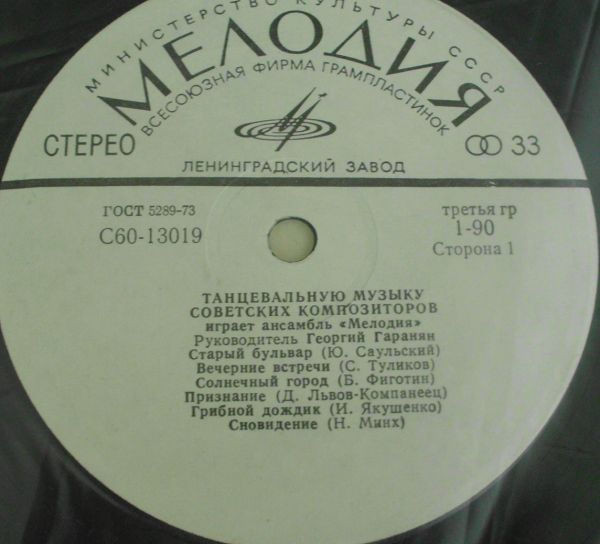 МИНИСТЕРСТВО КУЛЬТУРЫ СССР
МЕЛОДИЯ
ВСЕСОЮЗНАЯ ФИРМА ГРАМПЛАСТИНОК
СТЕРЕО
33
ЛЕНИНГРАДСКИЙ ЗАВОД
ГОСТ 5289-73
третья гр
С60-13019
1-90
Сторона 1
ТАНЦЕВАЛЬНУЮ МУЗЫКУ
СОВЕТСКИХ КОМПОЗИТОРОВ
играет ансамбль «Мелодия»
Руководитель Георгий Гаранян
Старый бульвар (Ю. Саульский)
Вечерние встречи (С. Туликов)
Солнечный город (Б. Фиготин)
Признание (Д. Львов-Компанеец)
Грибной дождик (И. Якушенко)
Сновидение (Н. Минх)